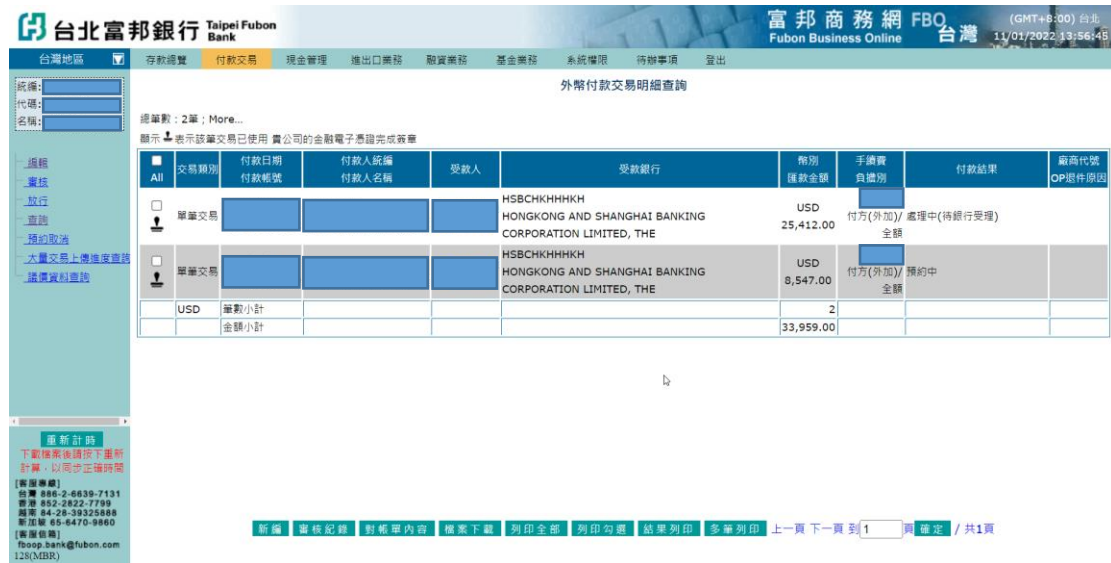 台北富邦銀行 Taipei Fubon Bank
富邦商務網 FBO
Fubon Business Online 台灣
(GMT+8:00) 台北
11/01/2022 13:56:45
台灣地區
存款總覽 付款交易 現金管理 進出口業務 融資業務 基金業務 系統權限 待辦事項 登出
統編:
代碼:
名稱:
外幣付款交易明細查詢
總筆數 : 2筆 ; More...
顯示 表示該筆交易已使用 貴公司的金融電子憑證完成簽章
編輯
審核
放行
查詢
預約取消
大量交易上傳進度查詢
議價資料查詢
All 交易類別 付款日期 付款帳號 付款人統編 付款人名稱 受款人 受款銀行 幣別 匯款金額 手續費 負擔別 付款結果 廠商代號 OP退件原因
單筆交易 HSBCHKHHHKH
HONGKONG AND SHANGHAI BANKING
CORPORATION LIMITED, THE
USD
25,412.00
付方(外加)/
全額
處理中(待銀行受理)
單筆交易 HSBCHKHHHKH
HONGKONG AND SHANGHAI BANKING
CORPORATION LIMITED, THE
USD
8,547.00
付方(外加)/
全額
預約中
USD 筆數小計 2
金額小計 33,959.00
重新計時
下載檔案後請按下重新
計算，以同步正確時間
[客服專線]
台灣 886-2-6639-7131
香港 852-2822-7799
越南 84-28-39325888
新加坡 65-6470-9860
[客服信箱]
fboop.bank@fubon.com
128(MBR)
新編 審核紀錄 對帳單內容 檔案下載 列印全部 列印勾選 結果列印 多筆列印 上一頁 下一頁 到 1 頁 確定 / 共1頁